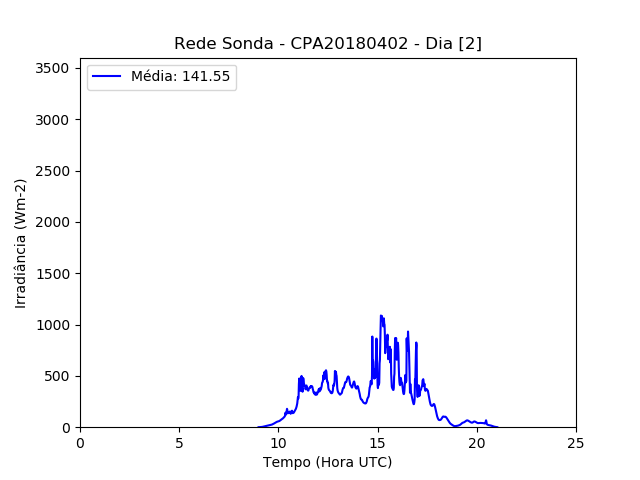 Rede Sonda - CPA20180402 - Dia [2]
Média: 141.55
3500
3000
2500
2000
1500
1000
500
0
Irradiância (Wm-2)
0 5 10 15 20 25
Tempo (Hora UTC)